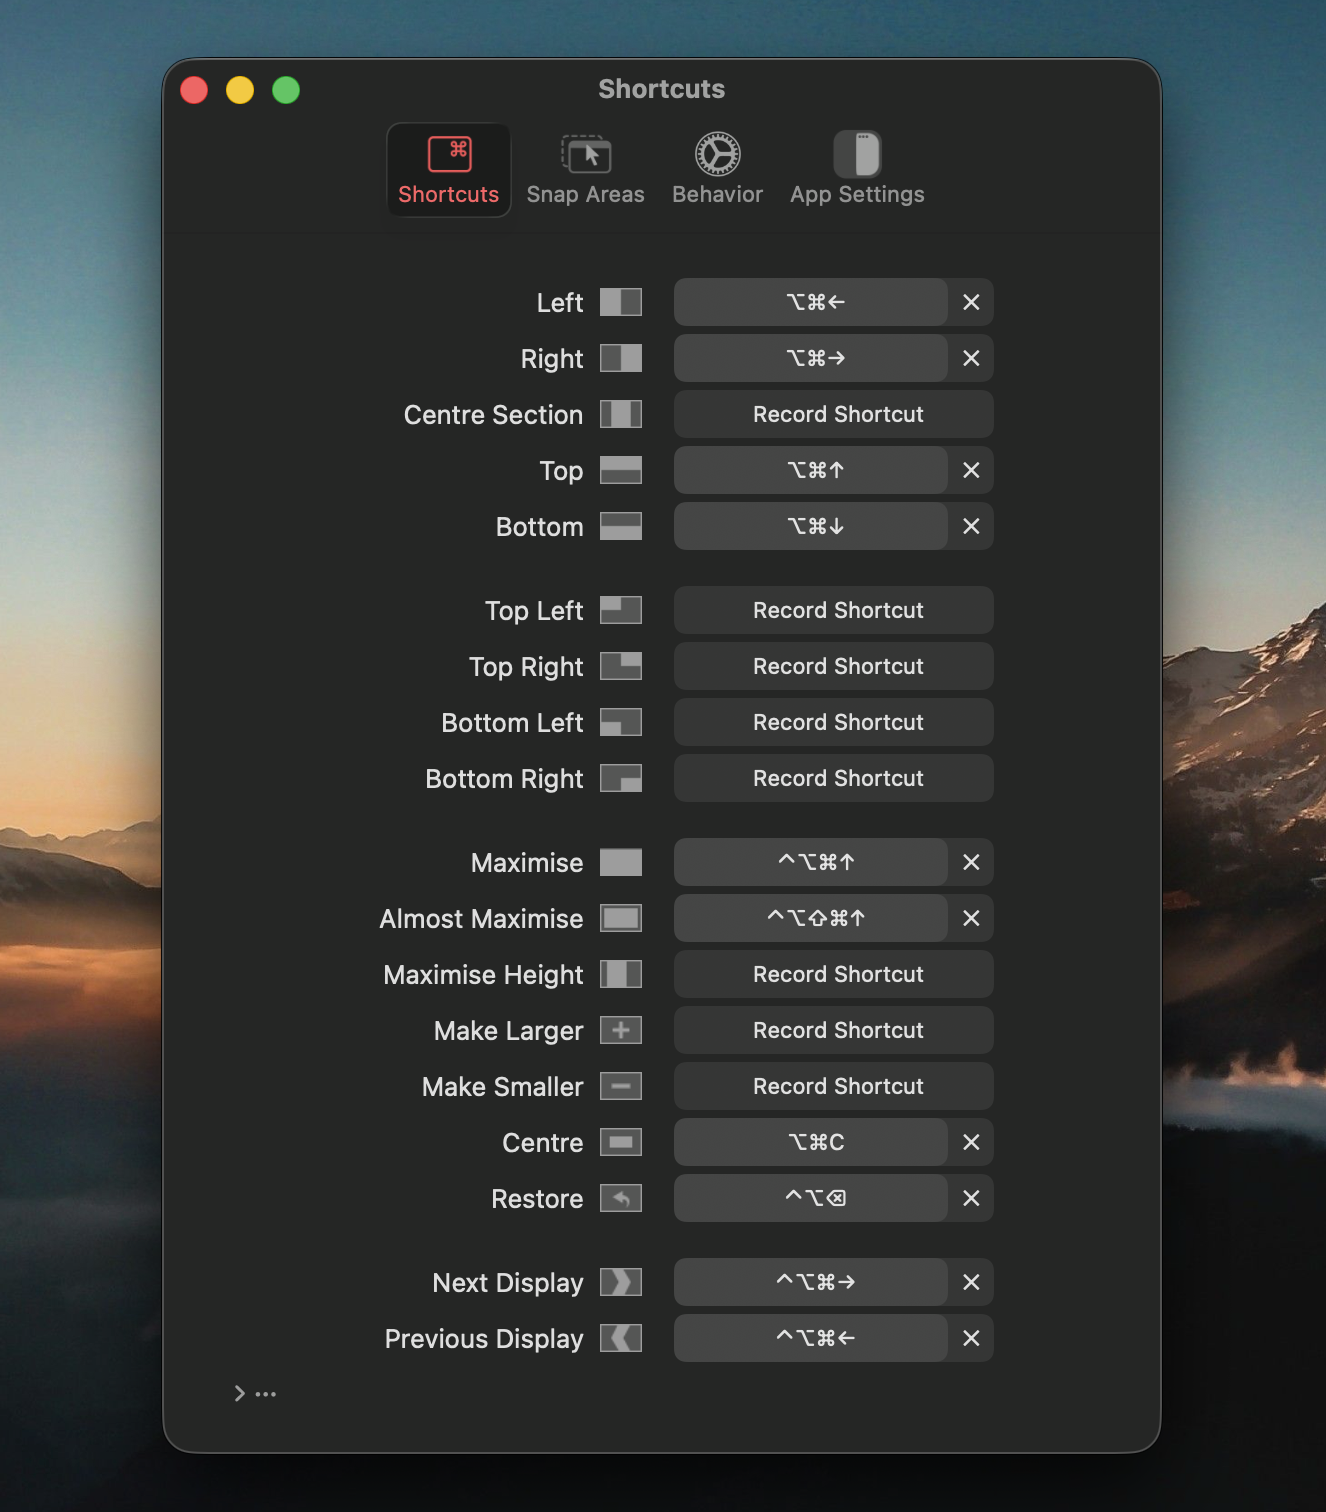 Shortcuts
Shortcuts Snap Areas Behavior App Settings
Left ⌥⌘←
Right ⌥⌘→
Centre Section Record Shortcut
Top ⌥⌘↑
Bottom ⌥⌘↓
Top Left Record Shortcut
Top Right Record Shortcut
Bottom Left Record Shortcut
Bottom Right Record Shortcut
Maximise ^⌥⌘↑
Almost Maximise ^⌥⇧⌘↑
Maximise Height Record Shortcut
Make Larger Record Shortcut
Make Smaller Record Shortcut
Centre ⌥⌘C
Restore ^⌥⌫
Next Display ^⌥⌘→
Previous Display ^⌥⌘←
...